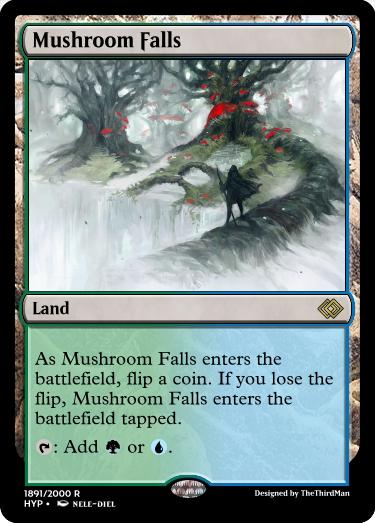 Mushroom Falls
Land
As Mushroom Falls enters the
battlefield, flip a coin. If you lose the
flip, Mushroom Falls enters the
battlefield tapped.
: Add or .
1891/2000 R
HYP • NELE-DIEL
Designed by TheThirdMan